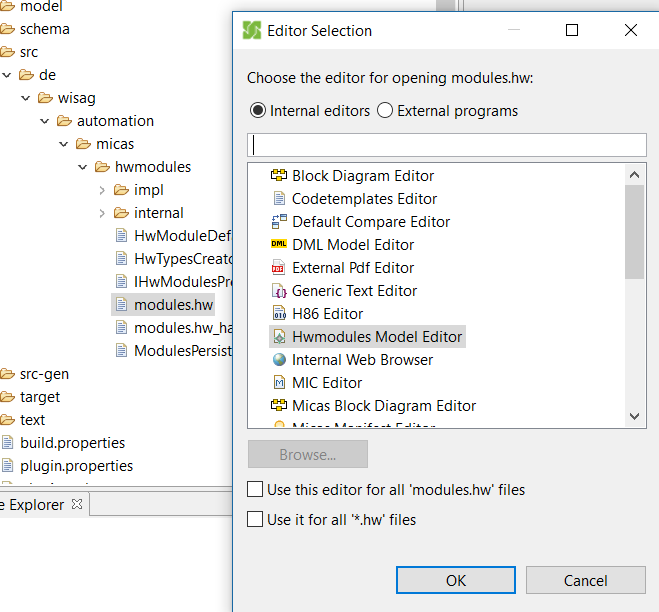 model
schema
src
de
wisag
automation
micas
hwmodules
impl
internal
HwModuleDef
HwTypesCreato
IHwModulesPr
modules.hw
modules.hw_ha
ModulesPersist
src-gen
target
text
build.properties
plugin.properties
e Explorer
Editor Selection
Choose the editor for opening modules.hw:
Internal editors External programs
Block Diagram Editor
Codetemplates Editor
Default Compare Editor
DML Model Editor
External Pdf Editor
Generic Text Editor
H86 Editor
Hwmodules Model Editor
Internal Web Browser
MIC Editor
Micas Block Diagram Editor
Micas Manifest Editor
Browse...
Use this editor for all 'modules.hw' files
Use it for all '*.hw' files
OK Cancel